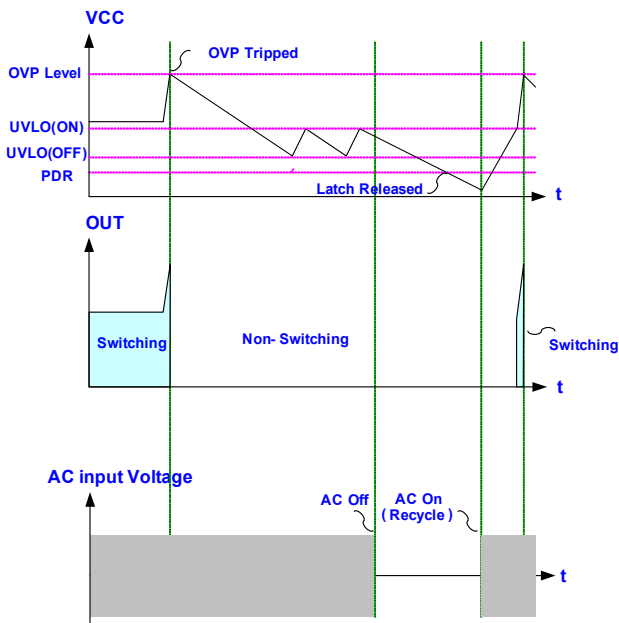 VCC
OVP Tripped
OVP Level
UVLO(ON)
UVLO(OFF)
PDR
Latch Released
t
OUT
Switching
Non- Switching
Switching
t
AC input Voltage
AC Off
AC On
( Recycle )
t